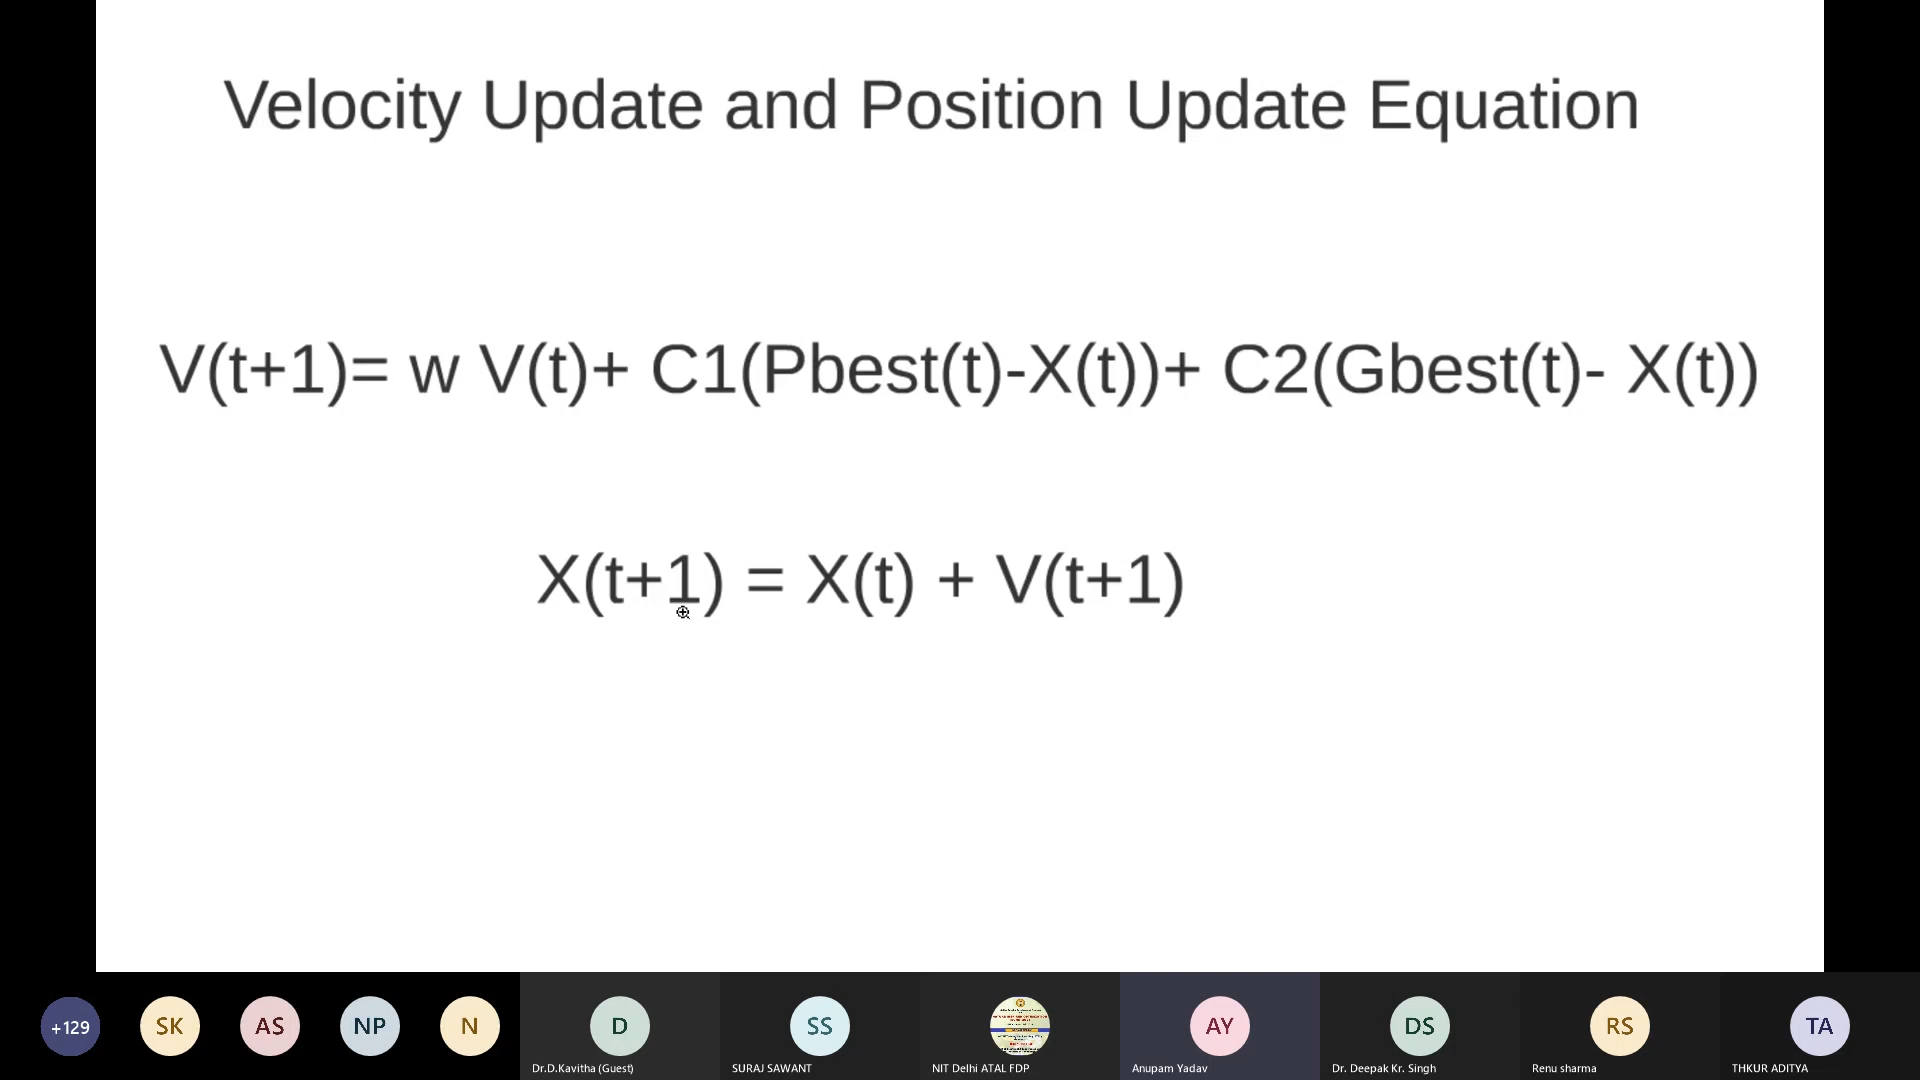 Velocity Update and Position Update Equation
V(t+1)= w V(t)+ C1(Pbest(t)-X(t))+ C2(Gbest(t)- X(t))
X(t+1) = X(t) + V(t+1)
+129
SK
AS
NP
N
D
SS
AY
DS
RS
TA
Dr.D.Kavitha (Guest)
SURAJ SAWANT
NIT Delhi ATAL FDP
Anupam Yadav
Dr. Deepak Kr. Singh
Renu sharma
THKUR ADITYA